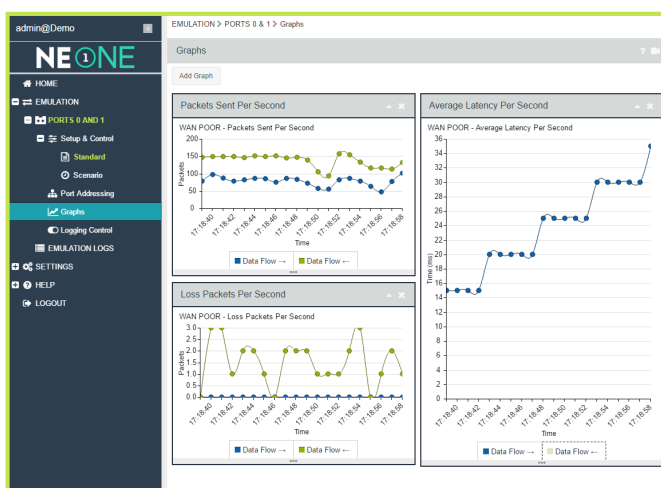 admin@Demo
NE ONE
HOME
EMULATION
PORTS 0 AND 1
Setup & Control
Standard
Scenario
Port Addressing
Graphs
Logging Control
EMULATION LOGS
SETTINGS
HELP
LOGOUT
EMULATION > PORTS 0 & 1 > Graphs
Graphs
Add Graph
Packets Sent Per Second
WAN POOR - Packets Sent Per Second
200
150
100
50
0
Packets
17:18:40 17:18:42 17:18:44 17:18:46 17:18:48 17:18:50 17:18:52 17:18:54 17:18:56 17:18:58
Time
Data Flow → Data Flow ←
Loss Packets Per Second
WAN POOR - Loss Packets Per Second
3.0
2.5
2.0
1.5
1.0
0.5
0.0
Packets
17:18:40 17:18:42 17:18:44 17:18:46 17:18:48 17:18:50 17:18:52 17:18:54 17:18:56 17:18:58
Time
Data Flow → Data Flow ←
Average Latency Per Second
WAN POOR - Average Latency Per Second
36
34
32
30
28
26
24
22
20
18
16
14
12
10
8
6
4
2
0
Time (ms)
17:18:40 17:18:42 17:18:44 17:18:46 17:18:48 17:18:50 17:18:52 17:18:54 17:18:56 17:18:58
Time
Data Flow → Data Flow ←